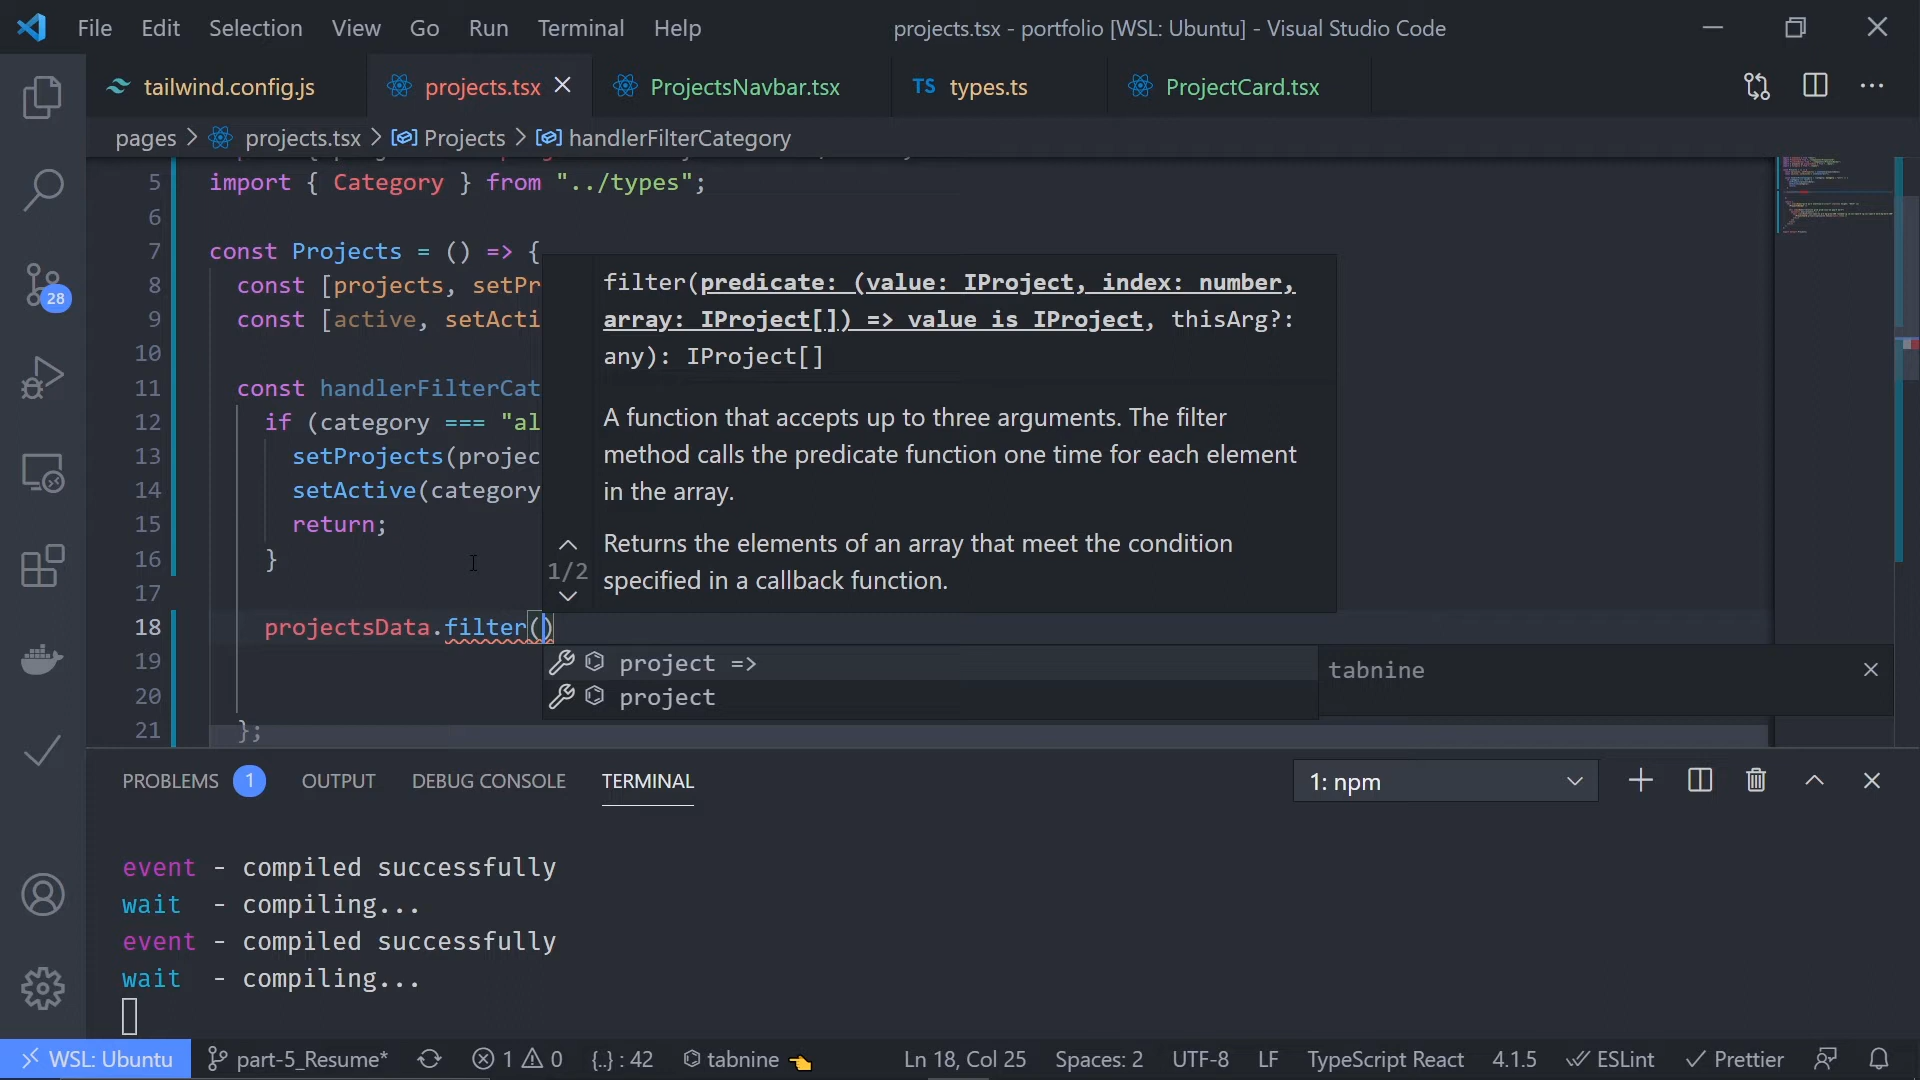 File Edit Selection View Go Run Terminal Help
projects.tsx - portfolio [WSL: Ubuntu] - Visual Studio Code
tailwind.config.js
projects.tsx
ProjectsNavbar.tsx
TS types.ts
ProjectCard.tsx
pages > projects.tsx > Projects > handlerFilterCategory
5 import { Category } from "../types";
6
7 const Projects = () => {
8 const [projects, setPr
9 const [active, setActi
10
11 const handlerFilterCat
12 if (category === "al
13 setProjects(projec
14 setActive(category
15 return;
16 }
17
18 projectsData.filter()
19
20
21 };
filter(predicate: (value: IProject, index: number,
array: IProject[]) => value is IProject, thisArg?:
any): IProject[]
A function that accepts up to three arguments. The filter
method calls the predicate function one time for each element
in the array.
1/2
Returns the elements of an array that meet the condition
specified in a callback function.
project =>
project
tabnine
28
PROBLEMS 1 OUTPUT DEBUG CONSOLE TERMINAL
1: npm
event - compiled successfully
wait - compiling...
event - compiled successfully
wait - compiling...
WSL: Ubuntu part-5_Resume* 1 0 {..} : 42 tabnine Ln 18, Col 25 Spaces: 2 UTF-8 LF TypeScript React 4.1.5 ESLint Prettier